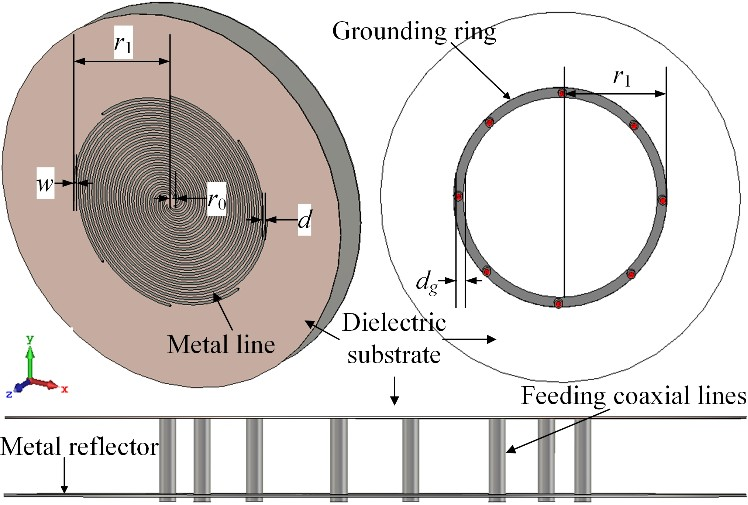 r1
w
r0
d
Metal line
y
z
x
Grounding ring
r1
dg
Dielectric
substrate
Feeding coaxial lines
Metal reflector